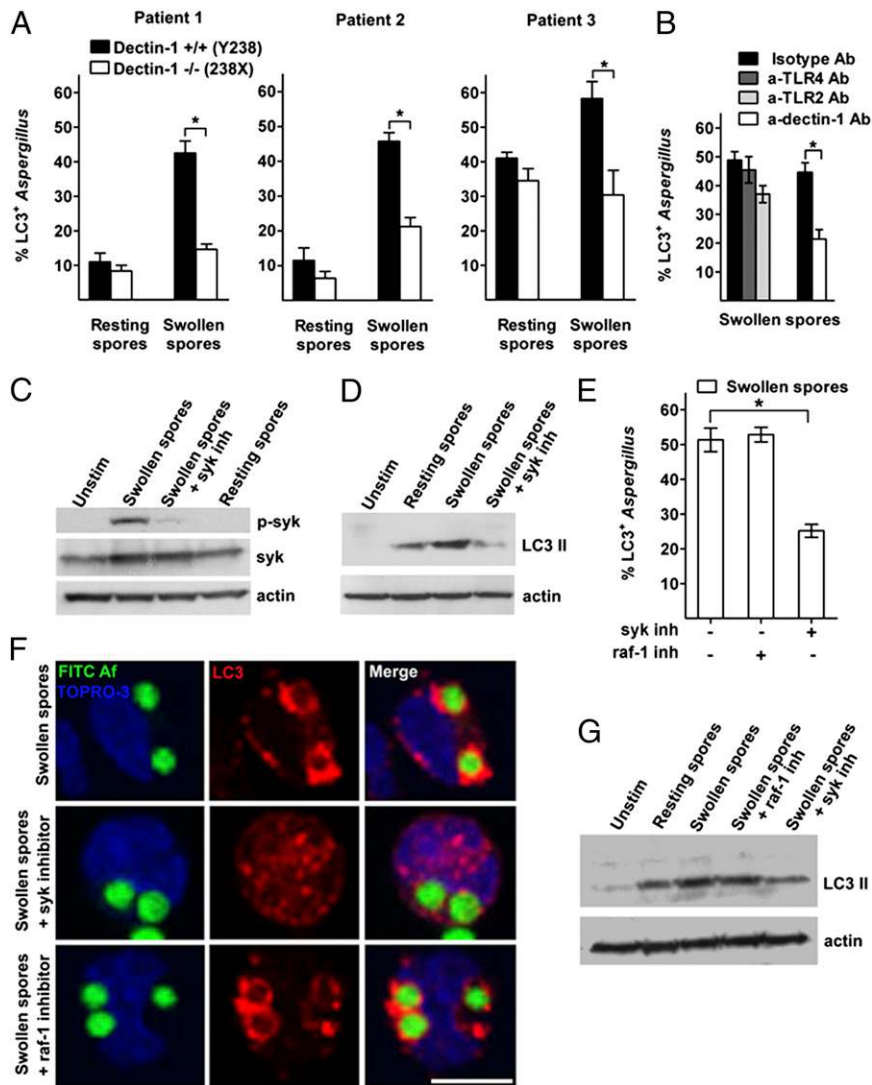 A
Patient 1
Patient 2
Patient 3
Dectin-1 +/+ (Y238)
Dectin-1 -/- (238X)
% LC3+ Aspergillus
60
50
40
30
20
10
*
Resting spores
Swollen spores
60
50
40
30
20
10
*
Resting spores
Swollen spores
60
50
40
30
20
10
*
Resting spores
Swollen spores
B
Isotype Ab
a-TLR4 Ab
a-TLR2 Ab
a-dectin-1 Ab
% LC3+ Aspergillus
60
50
40
30
20
10
*
Swollen spores
C
Unstim
Swollen spores
Swollen spores + syk inh
Resting spores
p-syk
syk
actin
D
Unstim
Resting spores
Swollen spores
Swollen spores + syk inh
LC3 II
actin
E
Swollen spores
% LC3+ Aspergillus
60
50
40
30
20
10
*
syk inh - - +
raf-1 inh - + -
F
FITC Af
TOPRO-3
LC3
Merge
Swollen spores
Swollen spores + syk inhibitor
Swollen spores + raf-1 inhibitor
G
Unstim
Resting spores
Swollen spores
Swollen spores + raf-1 inh
Swollen spores + syk inh
LC3 II
actin